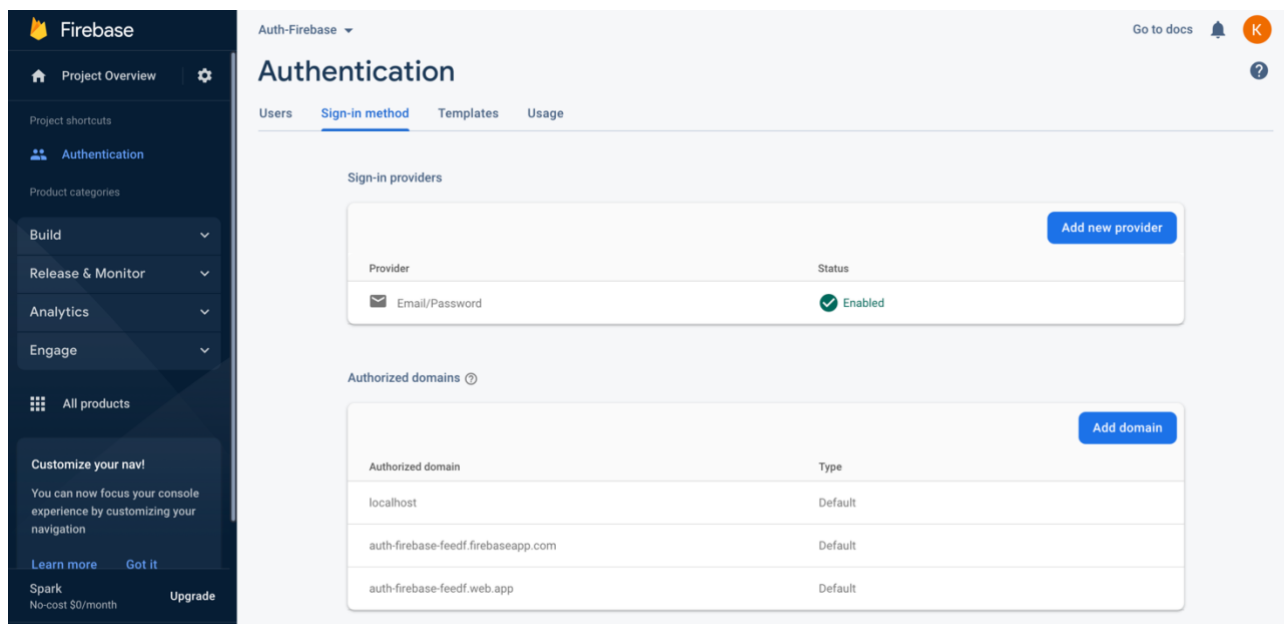 Firebase
Project Overview
Project shortcuts
Authentication
Product categories
Build
Release & Monitor
Analytics
Engage
All products
Customize your nav!
You can now focus your console
experience by customizing your
navigation
Learn more Got it
Spark
No-cost $0/month
Upgrade
Auth-Firebase
Go to docs
K
Authentication
Users Sign-in method Templates Usage
Sign-in providers
Add new provider
Provider Status
Email/Password Enabled
Authorized domains
Add domain
Authorized domain Type
localhost Default
auth-firebase-feedf.firebaseapp.com Default
auth-firebase-feedf.web.app Default